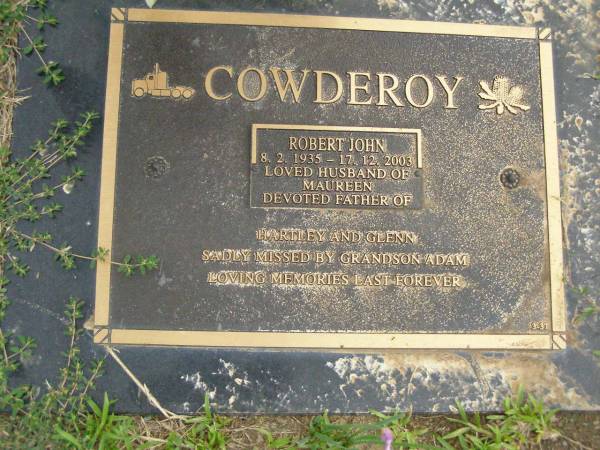 COWDEROY
ROBERT JOHN
8. 2. 1935 – 17. 12. 2003
LOVED HUSBAND OF
MAUREEN
DEVOTED FATHER OF
HARTLEY AND GLENN
SADLY MISSED BY GRANDSON ADAM
LOVING MEMORIES LAST FOREVER